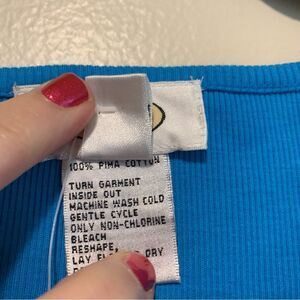 100% PIMA COTTON
TURN GARMENT
INSIDE OUT
MACHINE WASH COLD
GENTLE CYCLE
ONLY NON-CHLORINE
BLEACH
RESHAPE,
LAY DRY